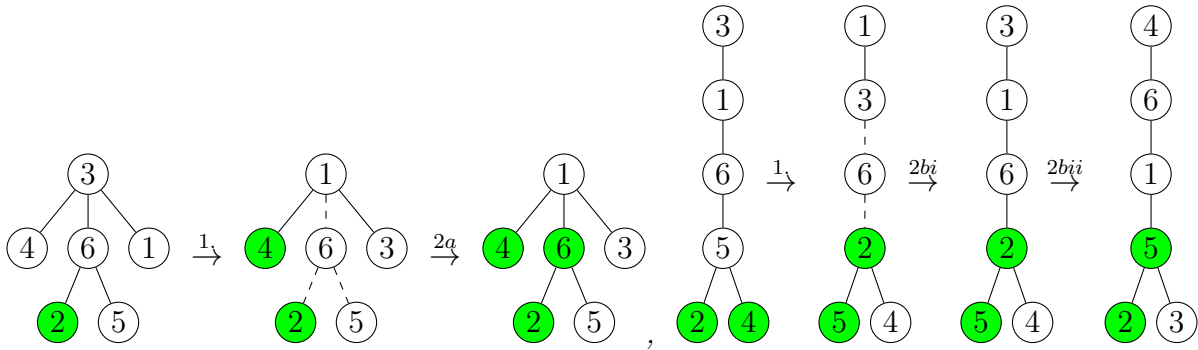 3 1 3 4
1 3 1 6
3 1 1 6 1. 6 2bi 6 2bii 1
4 6 1 1. 4 6 3 2a 4 6 3 5 2 2 5
2 5 2 5 2 5 , 2 4 5 4 5 4 2 3